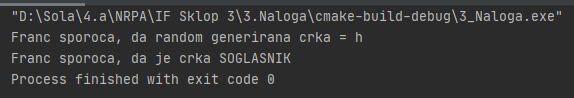 "D:\Sola\4.a\NRPA\IF Sklop 3\3.Naloga\cmake-build-debug\3_Naloga.exe"
Franc sporoca, da random generirana crka = h
Franc sporoca, da je crka SOGLASNIK
Process finished with exit code 0